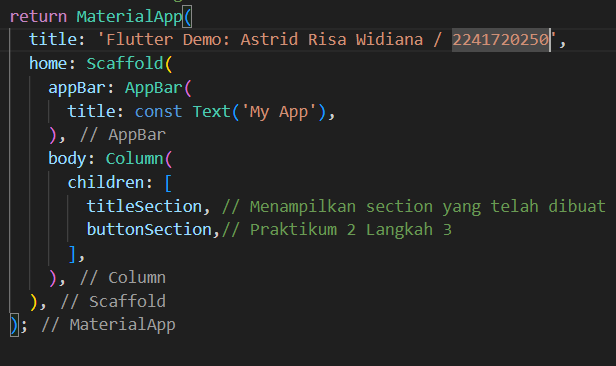 return MaterialApp(
title: 'Flutter Demo: Astrid Risa Widiana / 2241720250',
home: Scaffold(
appBar: AppBar(
title: const Text('My App'),
), // AppBar
body: Column(
children: [
titleSection, // Menampilkan section yang telah dibuat
buttonSection,// Praktikum 2 Langkah 3
],
), // Column
), // Scaffold
); // MaterialApp